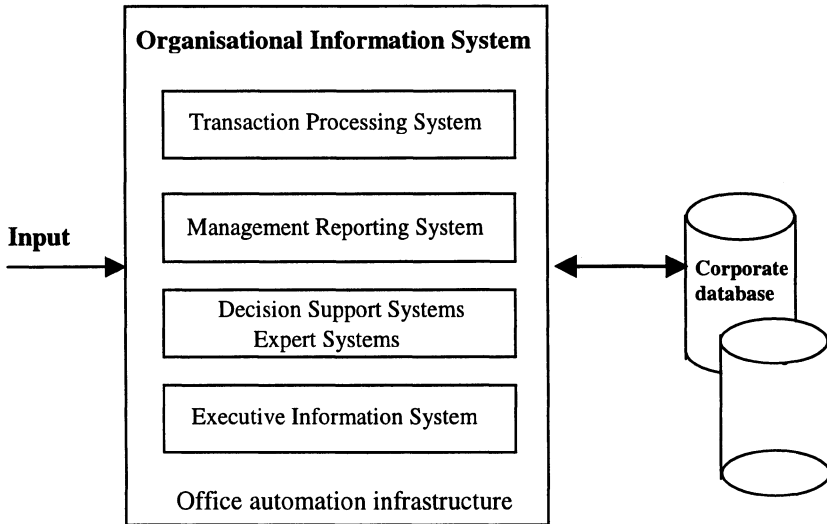 Organisational Information System
Transaction Processing System
Input
Management Reporting System
Corporate
database
Decision Support Systems
Expert Systems
Executive Information System
Office automation infrastructure